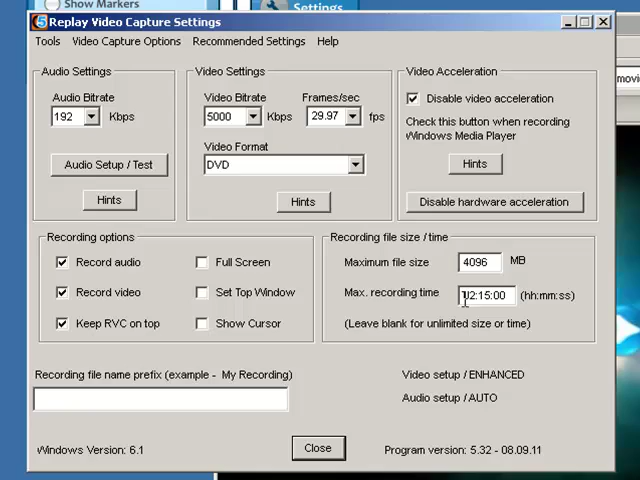 Show Markers
Settings
Replay Video Capture Settings
Tools Video Capture Options Recommended Settings Help
Audio Settings
Audio Bitrate
192 Kbps
Audio Setup / Test
Hints
Video Settings
Video Bitrate Frames/sec
5000 Kbps 29.97 fps
Video Format
DVD
Hints
Video Acceleration
Disable video acceleration
Check this button when recording
Windows Media Player
Hints
Disable hardware acceleration
Recording options
Record audio Full Screen
Record video Set Top Window
Keep RVC on top Show Cursor
Recording file size / time
Maximum file size 4096 MB
Max. recording time 02:15:00 (hh:mm:ss)
(Leave blank for unlimited size or time)
Recording file name prefix (example - My Recording)
Video setup / ENHANCED
Audio setup / AUTO
Windows Version: 6.1
Close
Program version: 5.32 - 08.09.11